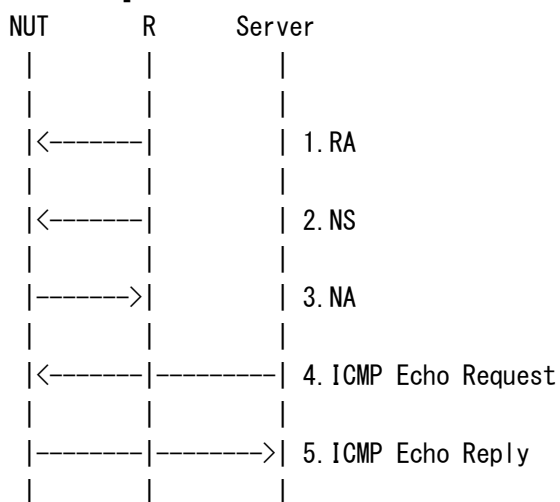 NUT R Server
| | |
| | |
|<-------| | 1.RA
| | |
|<-------| | 2.NS
| | |
|------->| | 3.NA
| | |
|<-------|---------| 4.ICMP Echo Request
| | |
|--------|-------->| 5.ICMP Echo Reply
| | |